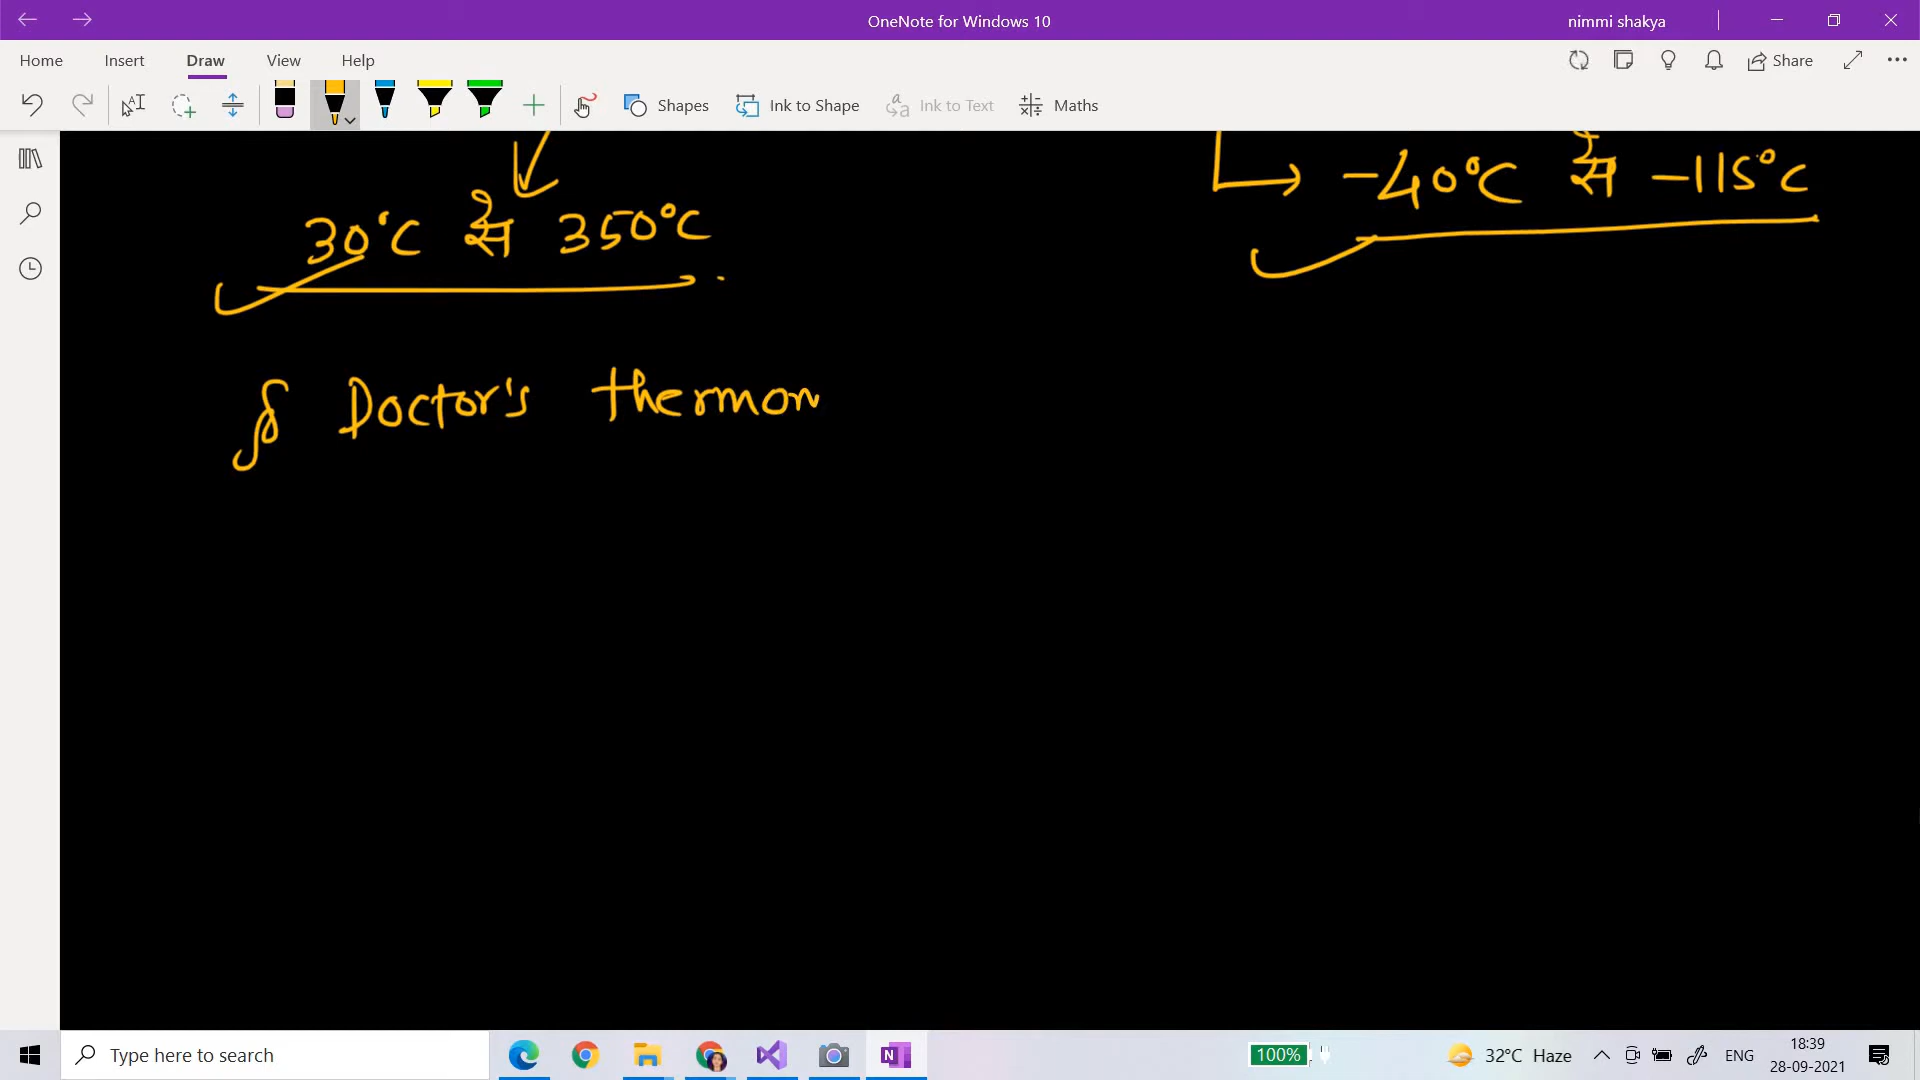 OneNote for Windows 10
nimmi shakya
Home Insert Draw View Help
Share
Shapes Ink to Shape Ink to Text Maths
30°C से 350°C
-40°C से -115°C
§ Doctor's thermom
Type here to search
100%
32°C Haze
ENG
18:39
28-09-2021